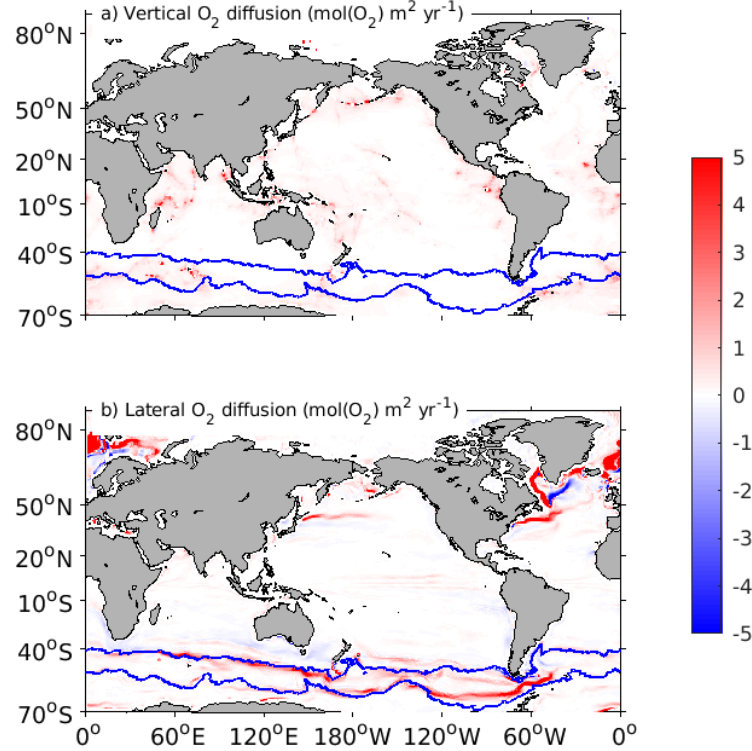 a) Vertical O₂ diffusion (mol(O₂) m² yr⁻¹)
80°N
50°N
20°N
10°S
40°S
70°S
b) Lateral O₂ diffusion (mol(O₂) m² yr⁻¹)
80°N
50°N
20°N
10°S
40°S
70°S
0° 60°E 120°E 180°W 120°W 60°W 0°
5
4
3
2
1
0
-1
-2
-3
-4
-5